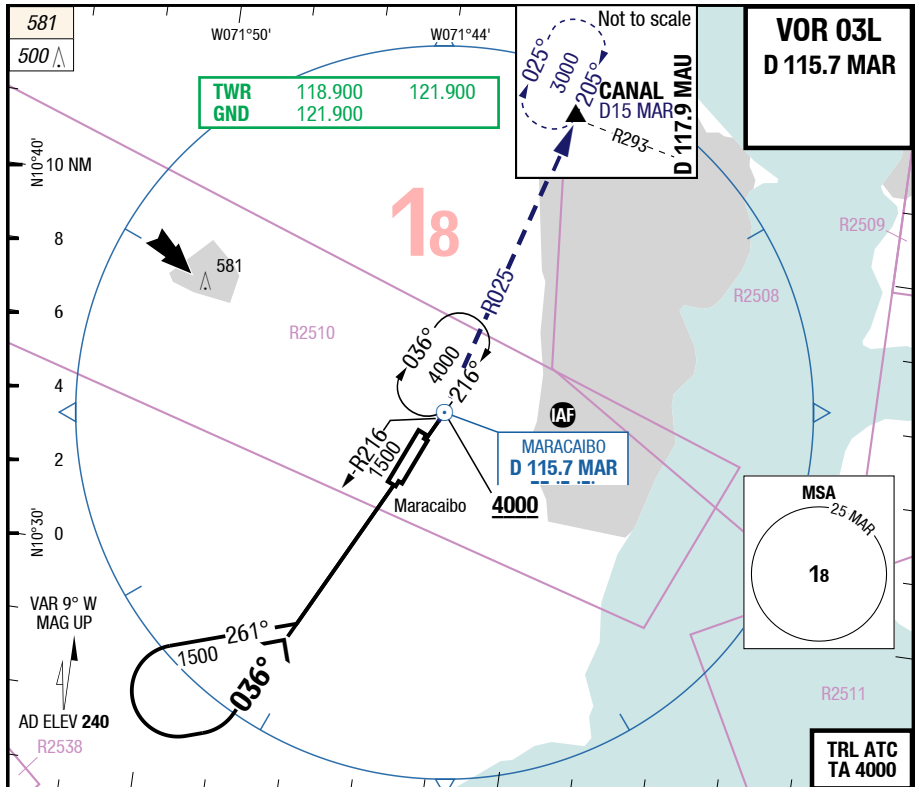 581
500
W071°50'
W071°44'
Not to scale
VOR 03L
D 115.7 MAR
TWR 118.900 121.900
GND 121.900
025°
3000
205°
CANAL
D15 MAR
R293
D 117.9 MAU
N10°40'
10 NM
8
6
4
2
0
N10°30'
18
581
R2509
R2508
R2510
R025
036°
4000
216°
IAF
MARACAIBO
D 115.7 MAR
R216
1500
Maracaibo
4000
MSA
25 MAR
18
VAR 9° W
MAG UP
AD ELEV 240
261°
1500
036°
R2538
R2511
TRL ATC
TA 4000